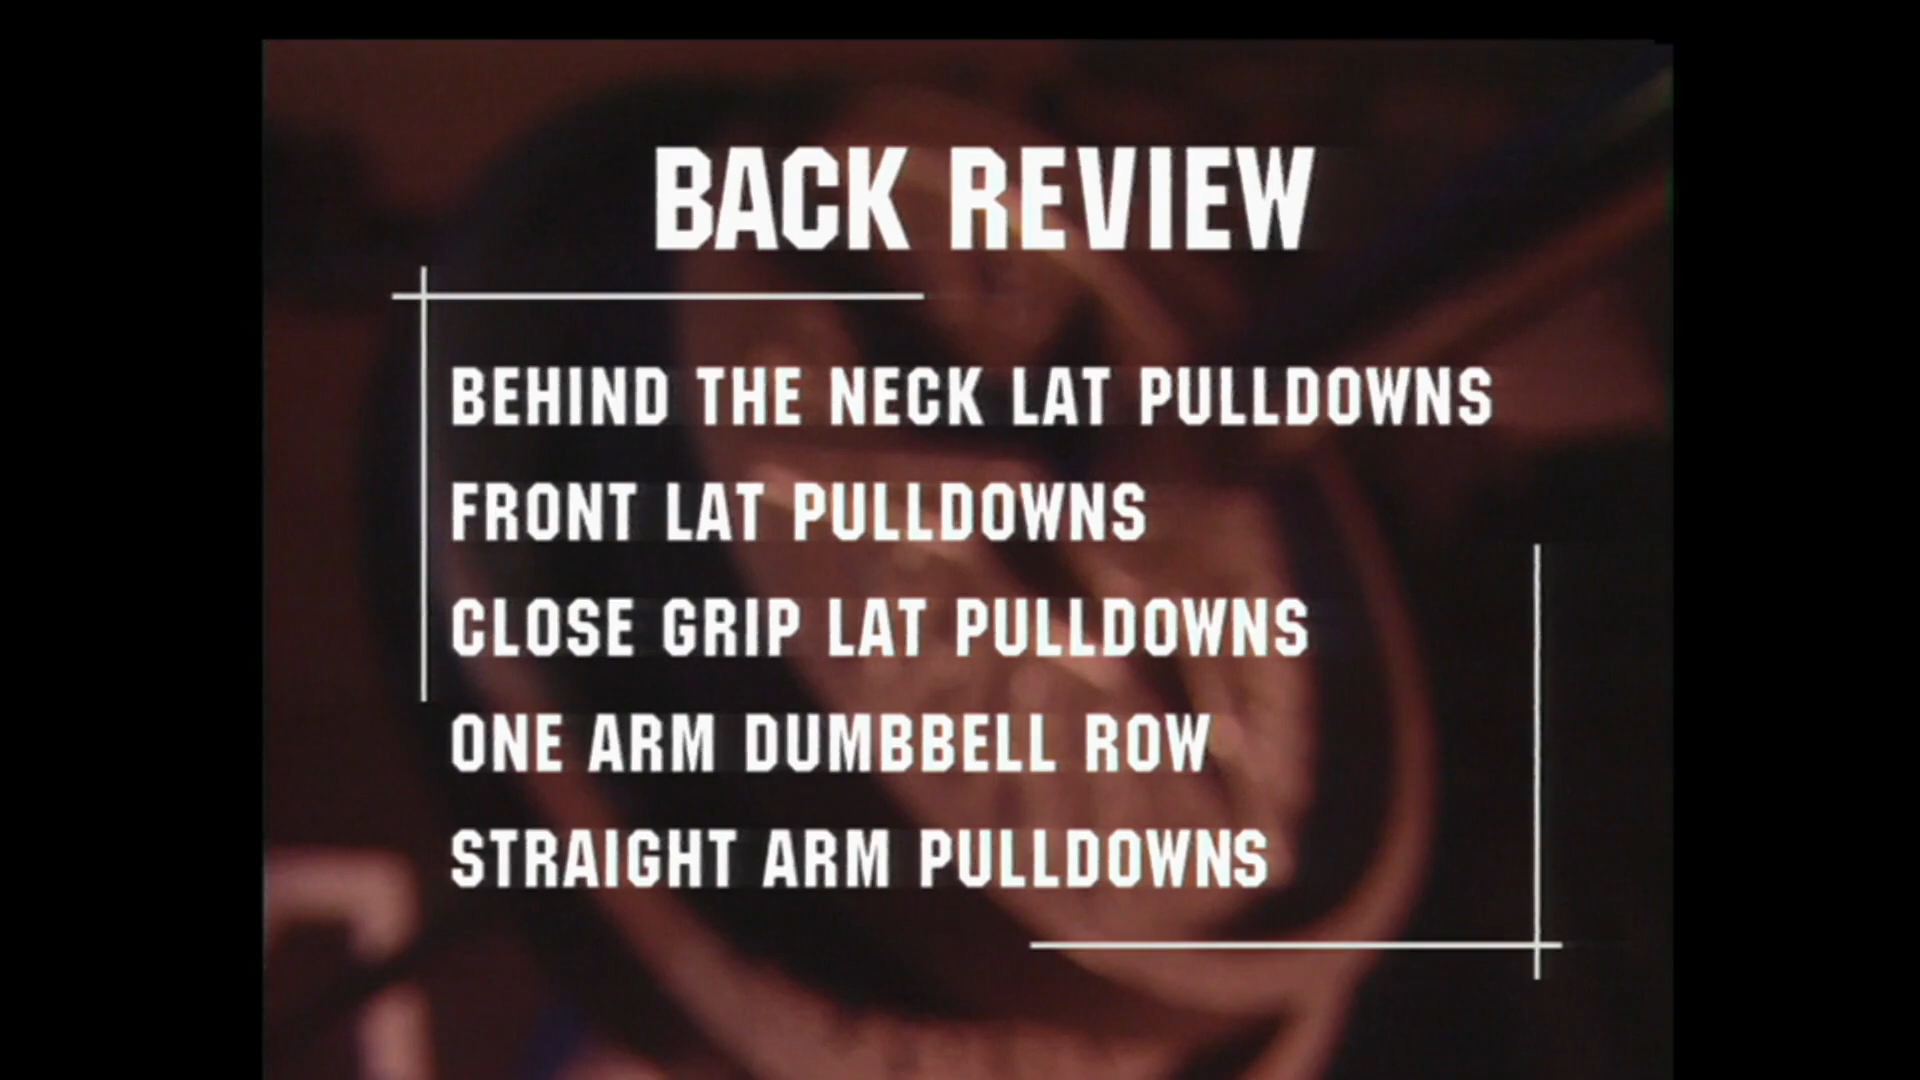 BACK REVIEW
BEHIND THE NECK LAT PULLDOWNS
FRONT LAT PULLDOWNS
CLOSE GRIP LAT PULLDOWNS
ONE ARM DUMBBELL ROW
STRAIGHT ARM PULLDOWNS